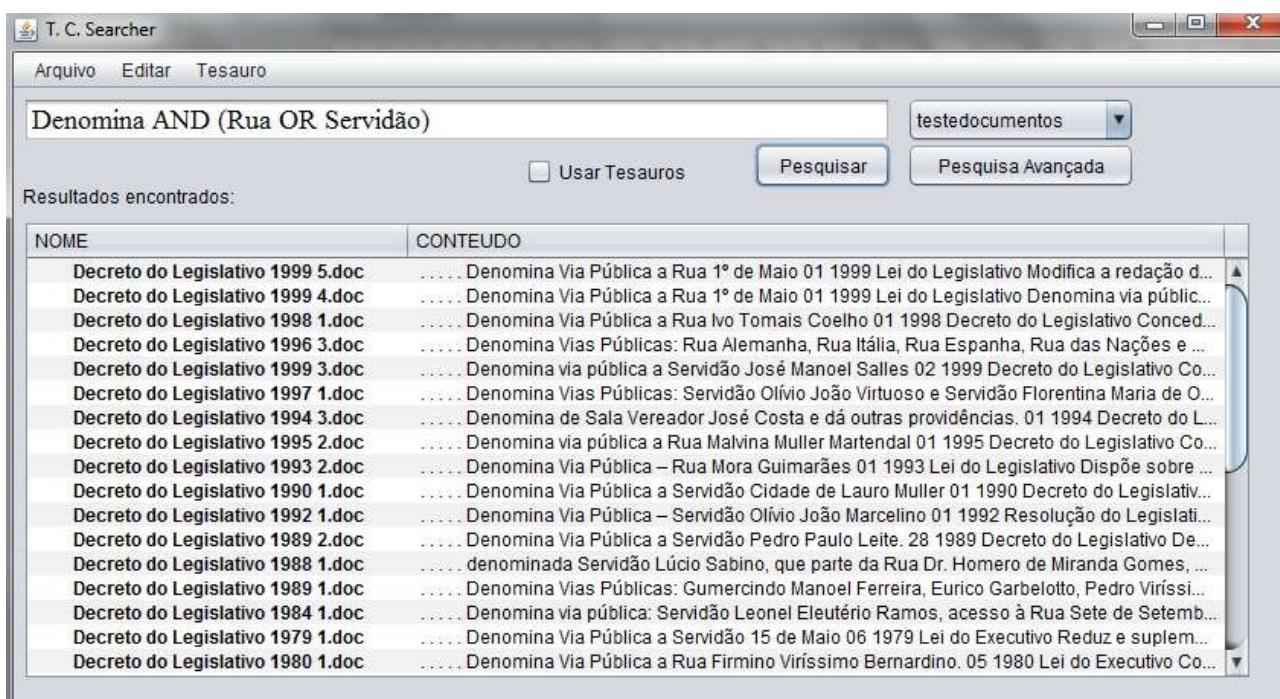 T. C. Searcher
Arquivo Editar Tesauro
Denomina AND (Rua OR Servidão) testedocumentos
Usar Tesauros Pesquisar Pesquisa Avançada
Resultados encontrados:
NOME CONTEUDO
Decreto do Legislativo 1999 5.doc ..... Denomina Via Pública a Rua 1º de Maio 01 1999 Lei do Legislativo Modifica a redação d...
Decreto do Legislativo 1999 4.doc ..... Denomina Via Pública a Rua 1º de Maio 01 1999 Lei do Legislativo Denomina via públic...
Decreto do Legislativo 1998 1.doc ..... Denomina Via Pública a Rua Ivo Tomais Coelho 01 1998 Decreto do Legislativo Conced...
Decreto do Legislativo 1996 3.doc ..... Denomina Vias Públicas: Rua Alemanha, Rua Itália, Rua Espanha, Rua das Nações e ...
Decreto do Legislativo 1999 3.doc ..... Denomina via pública a Servidão José Manoel Salles 02 1999 Decreto do Legislativo Co...
Decreto do Legislativo 1997 1.doc ..... Denomina Vias Públicas: Servidão Olívio João Virtuoso e Servidão Florentina Maria de O...
Decreto do Legislativo 1994 3.doc ..... Denomina de Sala Vereador José Costa e dá outras providências. 01 1994 Decreto do L...
Decreto do Legislativo 1995 2.doc ..... Denomina via pública a Rua Malvina Muller Martendal 01 1995 Decreto do Legislativo Co...
Decreto do Legislativo 1993 2.doc ..... Denomina Via Pública – Rua Mora Guimarães 01 1993 Lei do Legislativo Dispõe sobre ...
Decreto do Legislativo 1990 1.doc ..... Denomina Via Pública a Servidão Cidade de Lauro Muller 01 1990 Decreto do Legislativ...
Decreto do Legislativo 1992 1.doc ..... Denomina Via Pública – Servidão Olívio João Marcelino 01 1992 Resolução do Legislati...
Decreto do Legislativo 1989 2.doc ..... Denomina Via Pública a Servidão Pedro Paulo Leite. 28 1989 Decreto do Legislativo De...
Decreto do Legislativo 1988 1.doc ..... denominada Servidão Lúcio Sabino, que parte da Rua Dr. Homero de Miranda Gomes, ...
Decreto do Legislativo 1989 1.doc ..... Denomina Vias Públicas: Gumercindo Manoel Ferreira, Eurico Garbelotto, Pedro Viríssi...
Decreto do Legislativo 1984 1.doc ..... Denomina via pública: Servidão Leonel Eleutério Ramos, acesso à Rua Sete de Setemb...
Decreto do Legislativo 1979 1.doc ..... Denomina Via Pública a Servidão 15 de Maio 06 1979 Lei do Executivo Reduz e suplem...
Decreto do Legislativo 1980 1.doc ..... Denomina Via Pública a Rua Firmino Viríssimo Bernardino. 05 1980 Lei do Executivo Co...